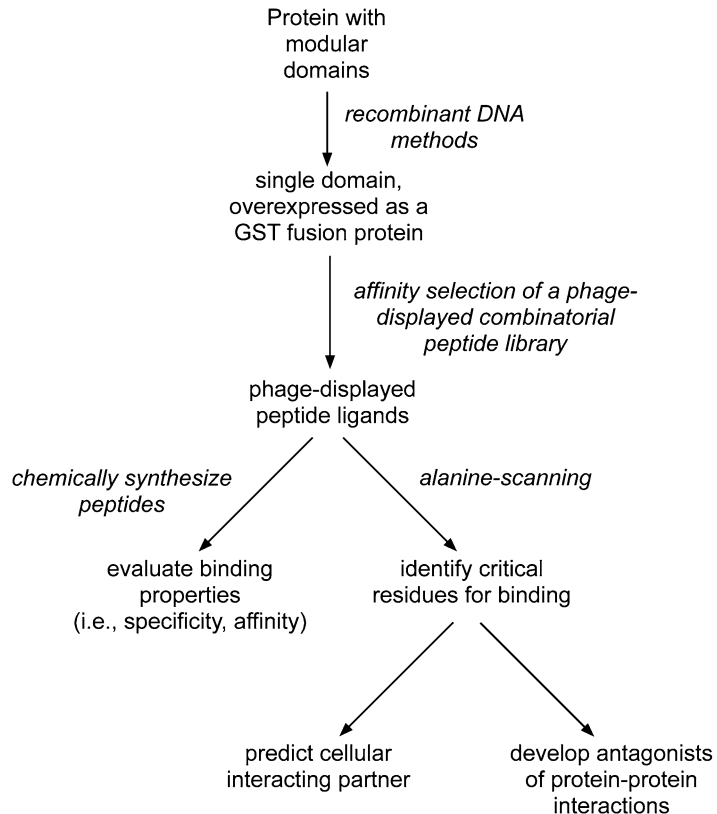 Protein with
modular
domains
recombinant DNA
methods
single domain,
overexpressed as a
GST fusion protein
affinity selection of a phage-
displayed combinatorial
peptide library
phage-displayed
peptide ligands
chemically synthesize
peptides
alanine-scanning
evaluate binding
properties
(i.e., specificity, affinity)
identify critical
residues for binding
predict cellular
interacting partner
develop antagonists
of protein-protein
interactions